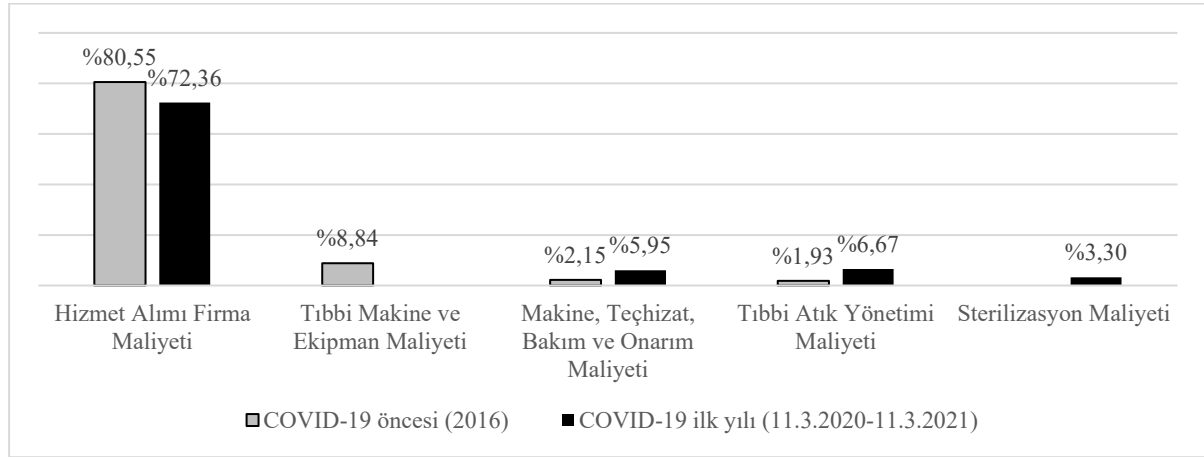 %80,55
%72,36
%8,84
%2,15
%5,95
%1,93
%6,67
%3,30
Hizmet Alımı Firma
Maliyeti
Tıbbi Makine ve
Ekipman Maliyeti
Makine, Teçhizat,
Bakım ve Onarım
Maliyeti
Tıbbi Atık Yönetimi
Maliyeti
Sterilizasyon Maliyeti
COVID-19 öncesi (2016)
COVID-19 ilk yılı (11.3.2020-11.3.2021)